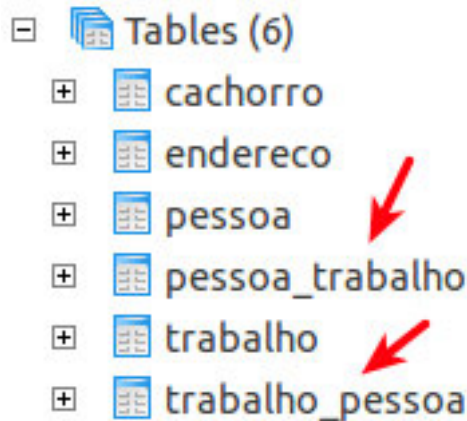 Tables (6)
cachorro
endereco
pessoa
pessoa_trabalho
trabalho
trabalho_pessoa